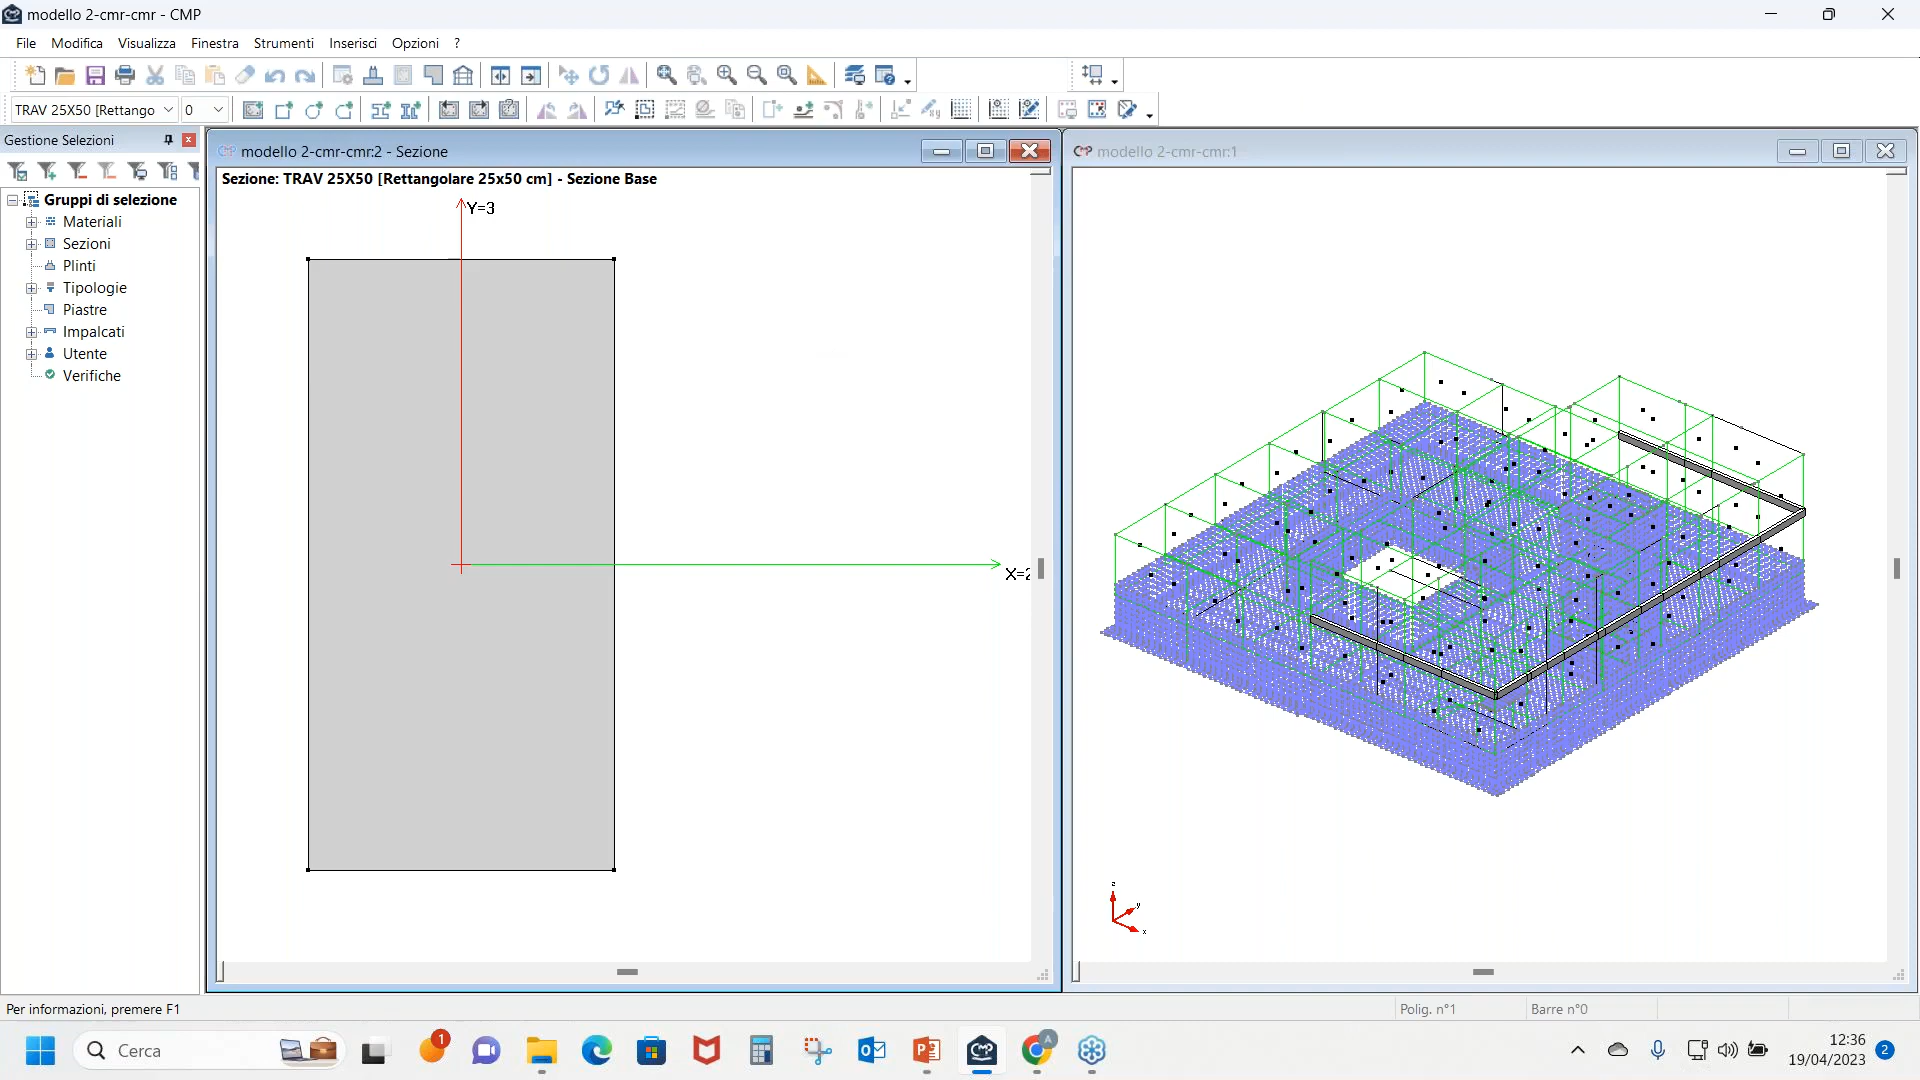 modello 2-cmr-cmr - CMP
File Modifica Visualizza Finestra Strumenti Inserisci Opzioni ?
TRAV 25X50 [Rettango 0
Gestione Selezioni
Gruppi di selezione
Materiali
Sezioni
Plinti
Tipologie
Piastre
Impalcati
Utente
Verifiche
modello 2-cmr-cmr:2 - Sezione
Sezione: TRAV 25X50 [Rettangolare 25x50 cm] - Sezione Base
Y=3
X=2
modello 2-cmr-cmr:1
z
y
x
Per informazioni, premere F1
Polig. n°1
Barre n°0
Cerca
1
A
12:36
19/04/2023
2